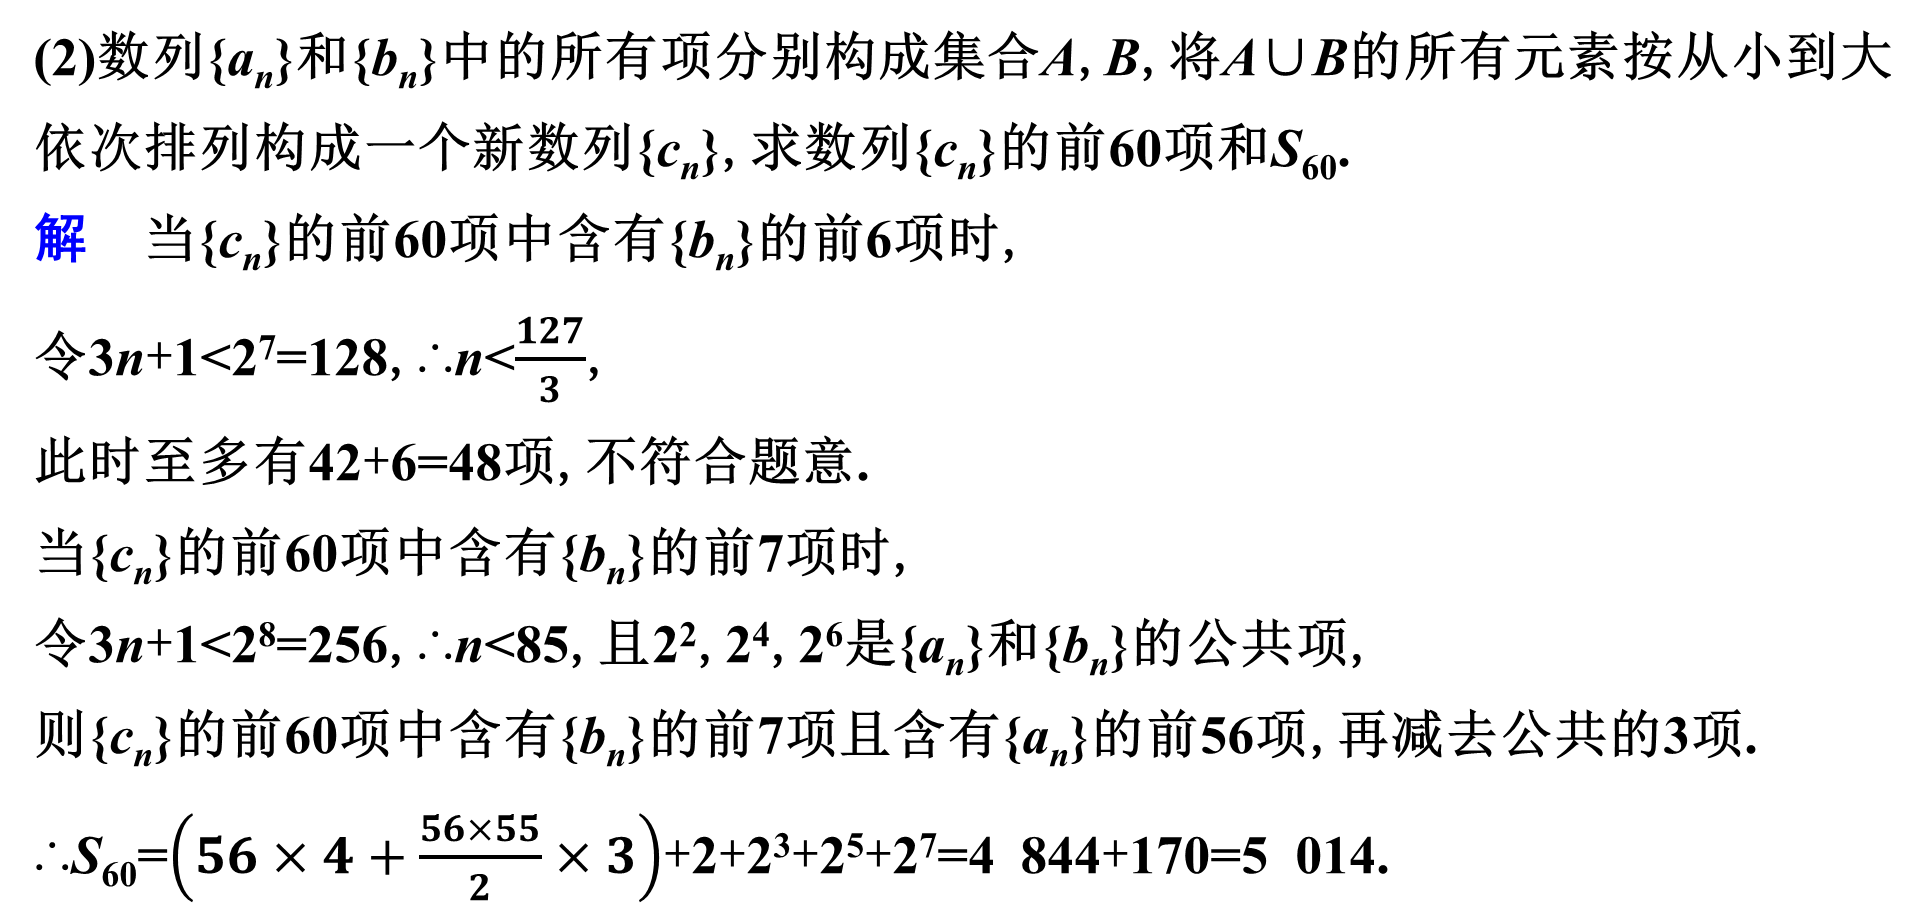 (2)数列{aₙ}和{bₙ}中的所有项分别构成集合A, B, 将A∪B的所有元素按从小到大
依次排列构成一个新数列{cₙ}, 求数列{cₙ}的前60项和S₆₀.
解 当{cₙ}的前60项中含有{bₙ}的前6项时,
令3n+1<2⁷=128, ∴n<127/3,
此时至多有42+6=48项, 不符合题意.
当{cₙ}的前60项中含有{bₙ}的前7项时,
令3n+1<2⁸=256, ∴n<85, 且2², 2⁴, 2⁶是{aₙ}和{bₙ}的公共项,
则{cₙ}的前60项中含有{bₙ}的前7项且含有{aₙ}的前56项, 再减去公共的3项.
∴S₆₀=(56 × 4 + 56×55/2 × 3)+2+2³+2⁵+2⁷=4 844+170=5 014.